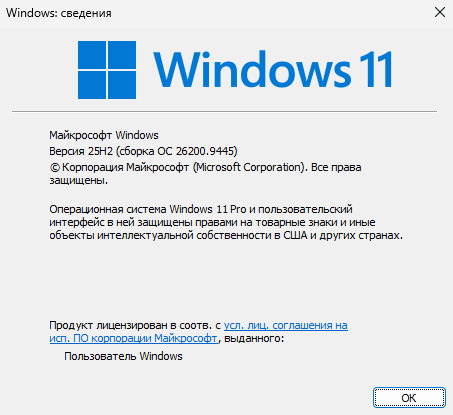 Windows: сведения
Windows 11
Майкрософт Windows
Версия 25H2 (сборка ОС 26200.9445)
© Корпорация Майкрософт (Microsoft Corporation). Все права
защищены.
Операционная система Windows 11 Pro и пользовательский
интерфейс в ней защищены правами на товарные знаки и иные
объекты интеллектуальной собственности в США и других странах.
Продукт лицензирован в соотв. с усл. лиц. соглашения на
исп. ПО корпорации Майкрософт, выданного:
Пользователь Windows
ОК